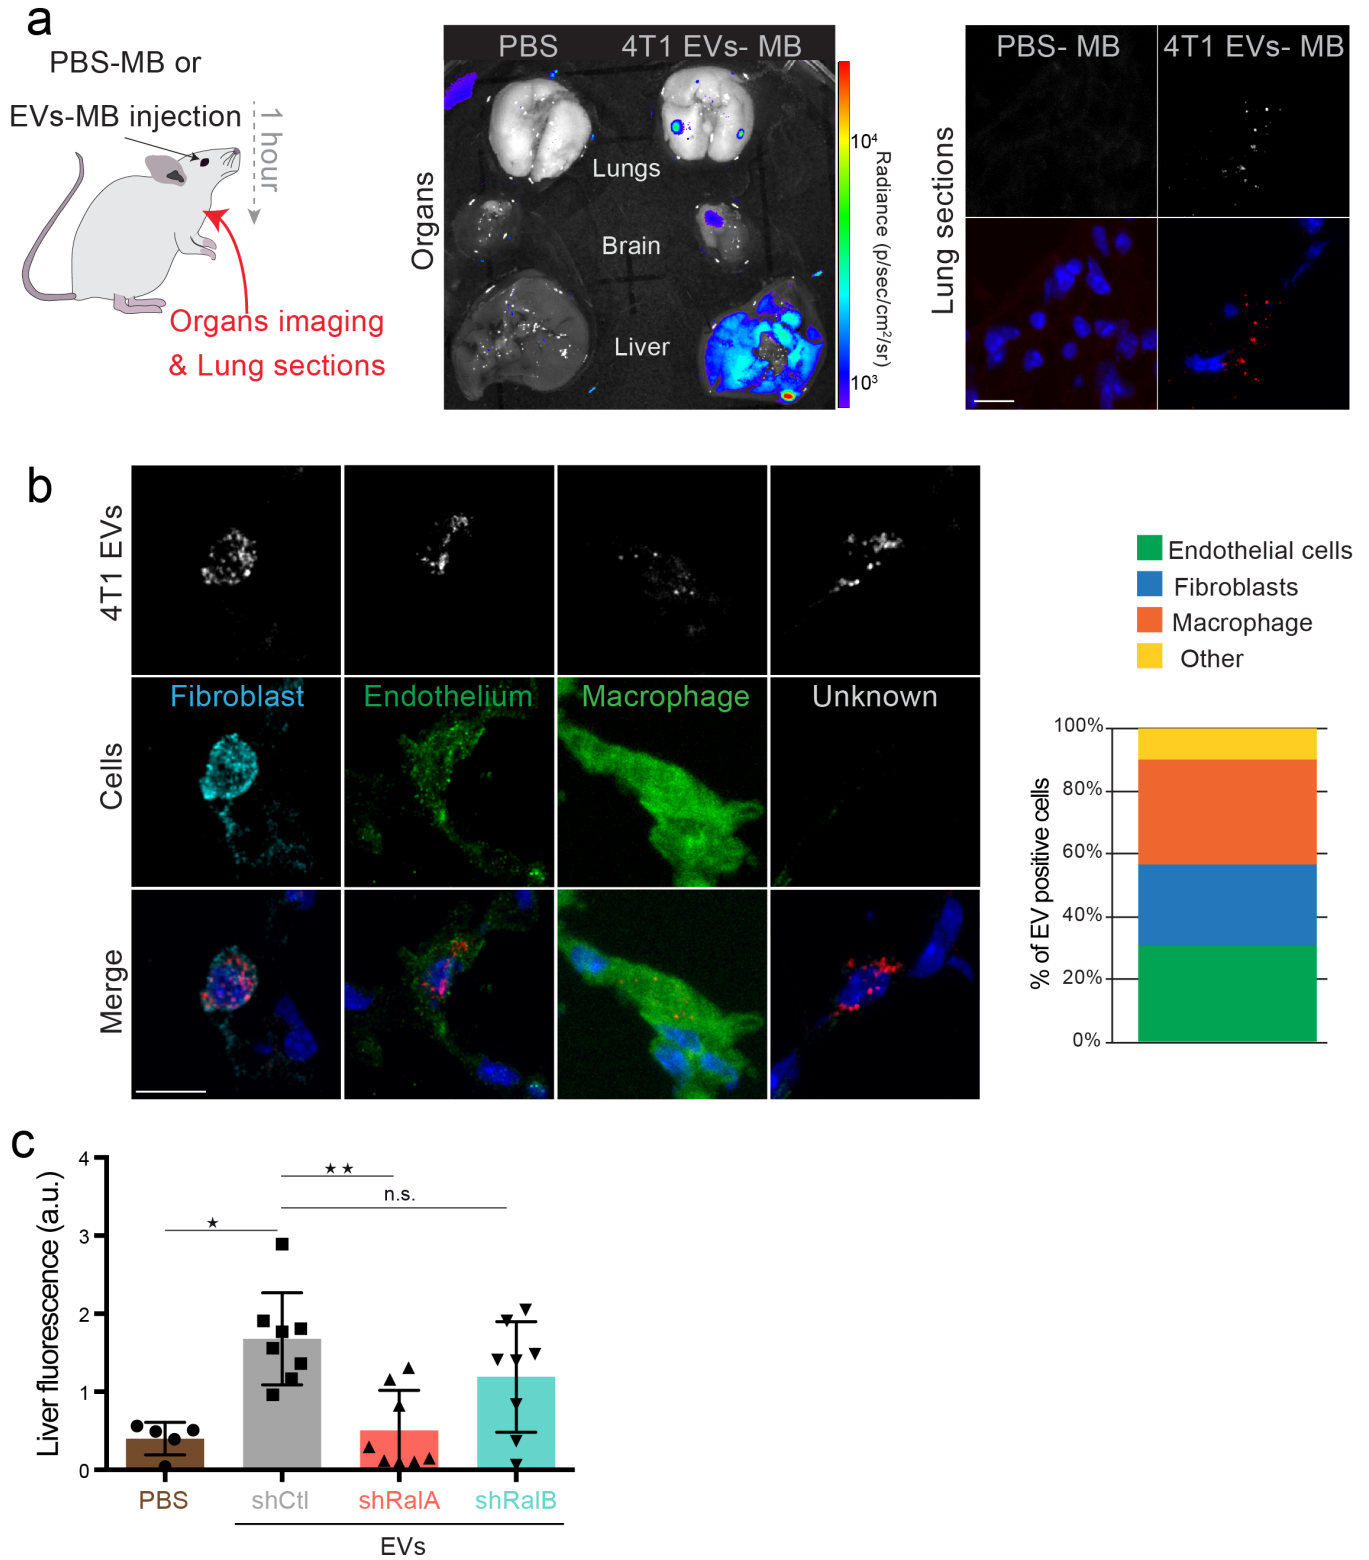 a
PBS-MB or
EVs-MB injection
1 hour
Organs imaging
& Lung sections
Organs
PBS
4T1 EVs- MB
Lungs
Brain
Liver
10⁴
10³
Radiance (p/sec/cm²/sr)
Lung sections
PBS- MB
4T1 EVs- MB
b
4T1 EVs
Cells
Merge
Fibroblast
Endothelium
Macrophage
Unknown
Endothelial cells
Fibroblasts
Macrophage
Other
% of EV positive cells
100%
80%
60%
40%
20%
0%
c
Liver fluorescence (a.u.)
4
3
2
1
0
★
★★
n.s.
PBS
shCtl
shRalA
shRalB
EVs